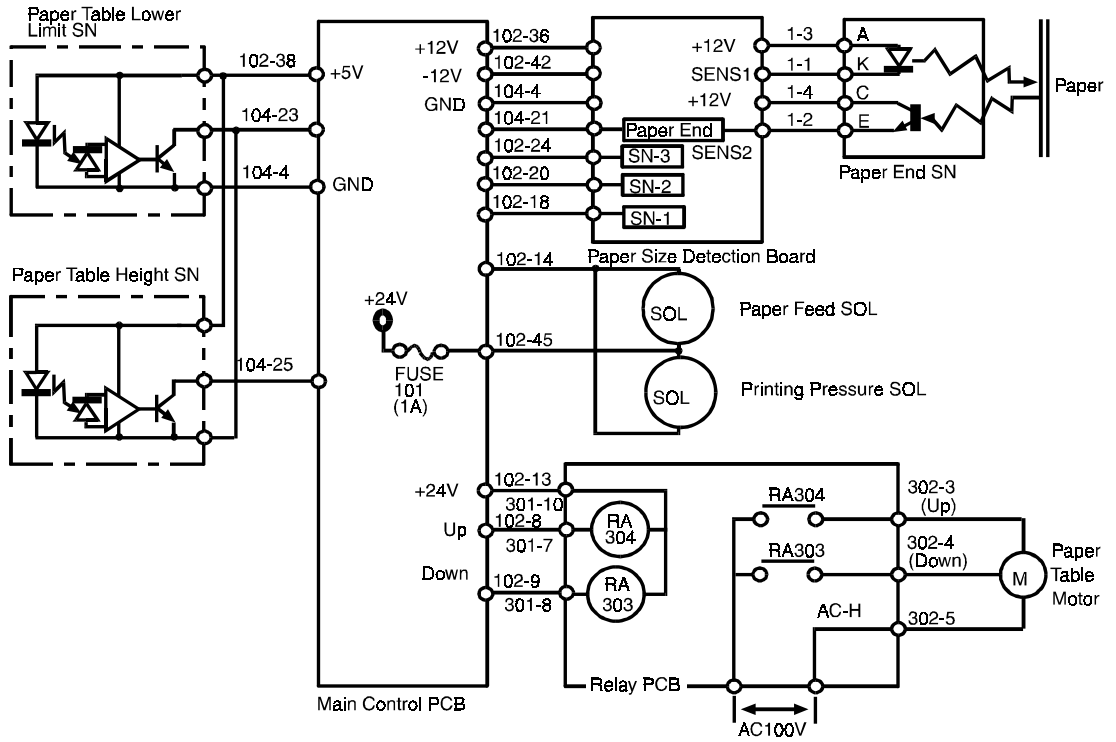 Paper Table Lower
Limit SN
102-38
+5V
104-23
104-4
GND
Paper Table Height SN
104-25
+12V
-12V
GND
102-36
102-42
104-4
104-21
102-24
102-20
102-18
+12V
SENS1
+12V
Paper End
SENS2
SN-3
SN-2
SN-1
1-3
1-1
1-4
1-2
A
K
C
E
Paper
Paper End SN
Paper Size Detection Board
102-14
+24V
102-45
FUSE
101
(1A)
SOL
Paper Feed SOL
SOL
Printing Pressure SOL
+24V
102-13
301-10
Up
102-8
301-7
Down
102-9
301-8
RA
304
RA
303
RA304
RA303
302-3
(Up)
302-4
(Down)
M
Paper
Table
Motor
AC-H
302-5
Relay PCB
Main Control PCB
AC100V